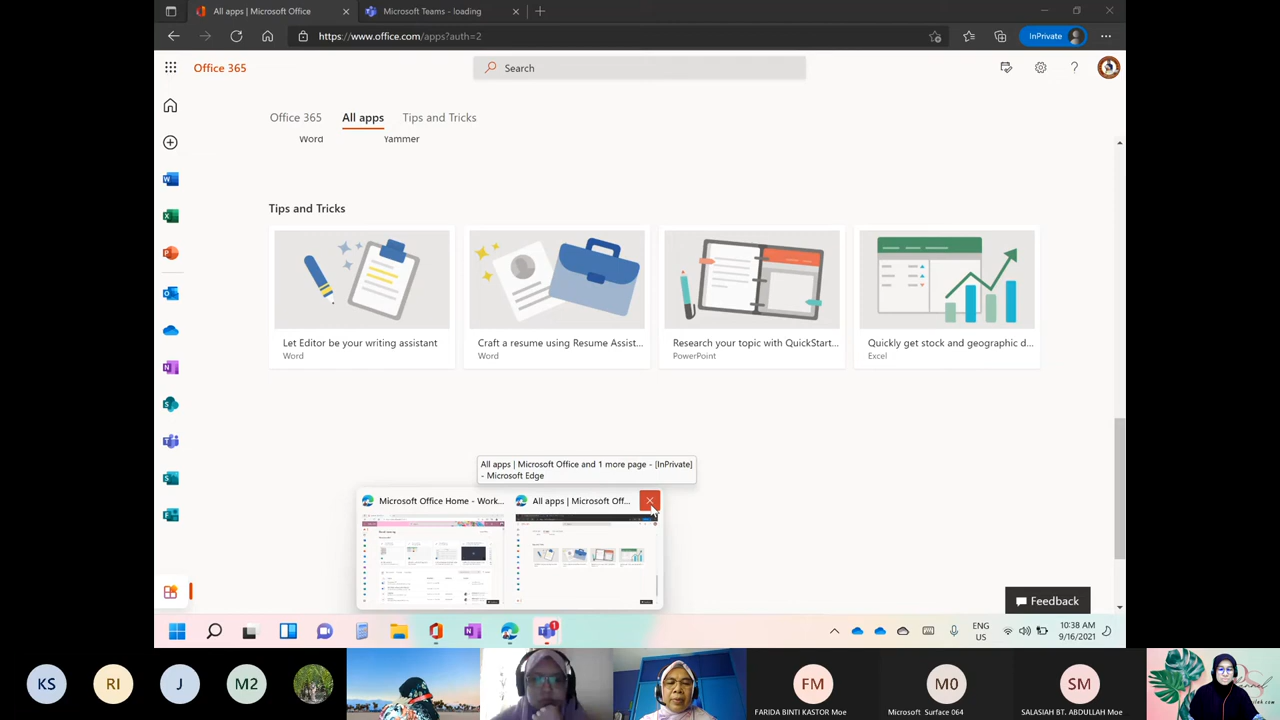 All apps | Microsoft Office
Microsoft Teams - loading
https://www.office.com/apps?auth=2
InPrivate
Office 365
Search
Office 365
All apps
Tips and Tricks
Word
Yammer
Tips and Tricks
Let Editor be your writing assistant
Word
Craft a resume using Resume Assist...
Word
Research your topic with QuickStart...
PowerPoint
Quickly get stock and geographic d...
Excel
All apps | Microsoft Office and 1 more page - [InPrivate]
- Microsoft Edge
Microsoft Office Home - Work...
All apps | Microsoft Off...
Feedback
1
ENG
US
10:38 AM
9/16/2021
KS
RI
J
M2
FM
FARIDA BINTI KASTOR Moe
M0
Microsoft Surface 064
SM
SALASIAH BT. ABDULLAH Moe